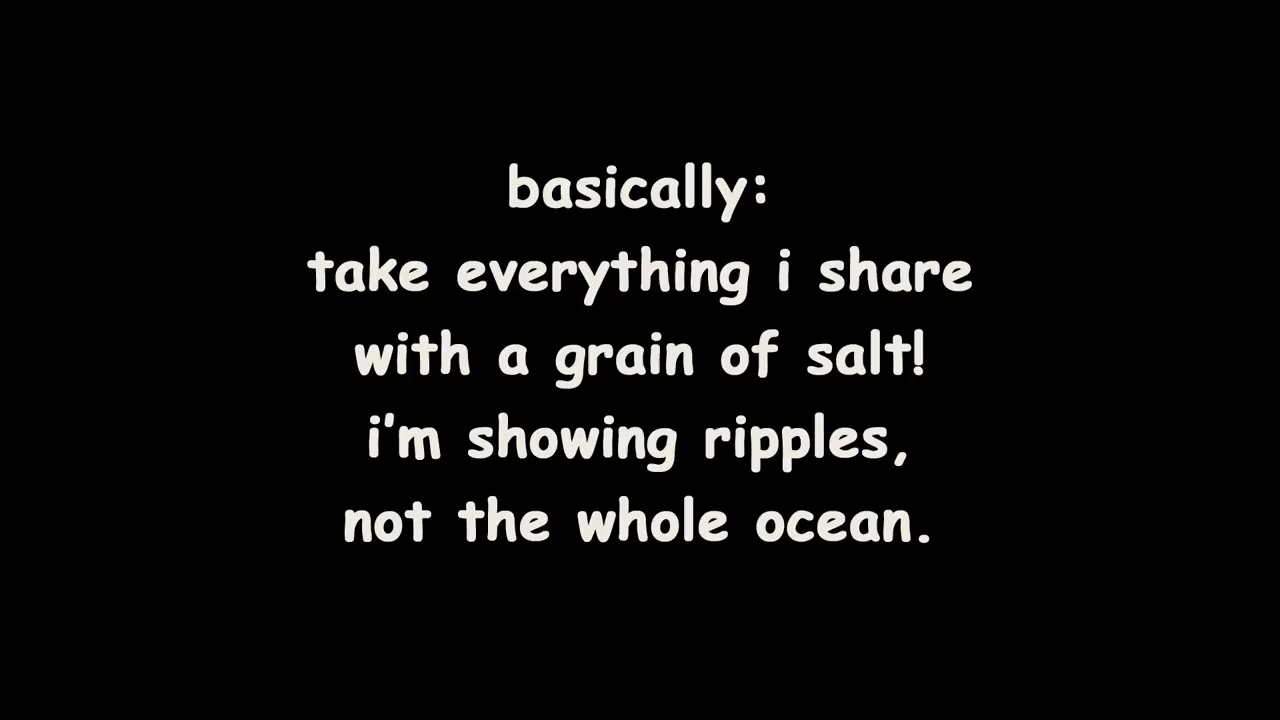 basically:
take everything i share
with a grain of salt!
i'm showing ripples,
not the whole ocean.